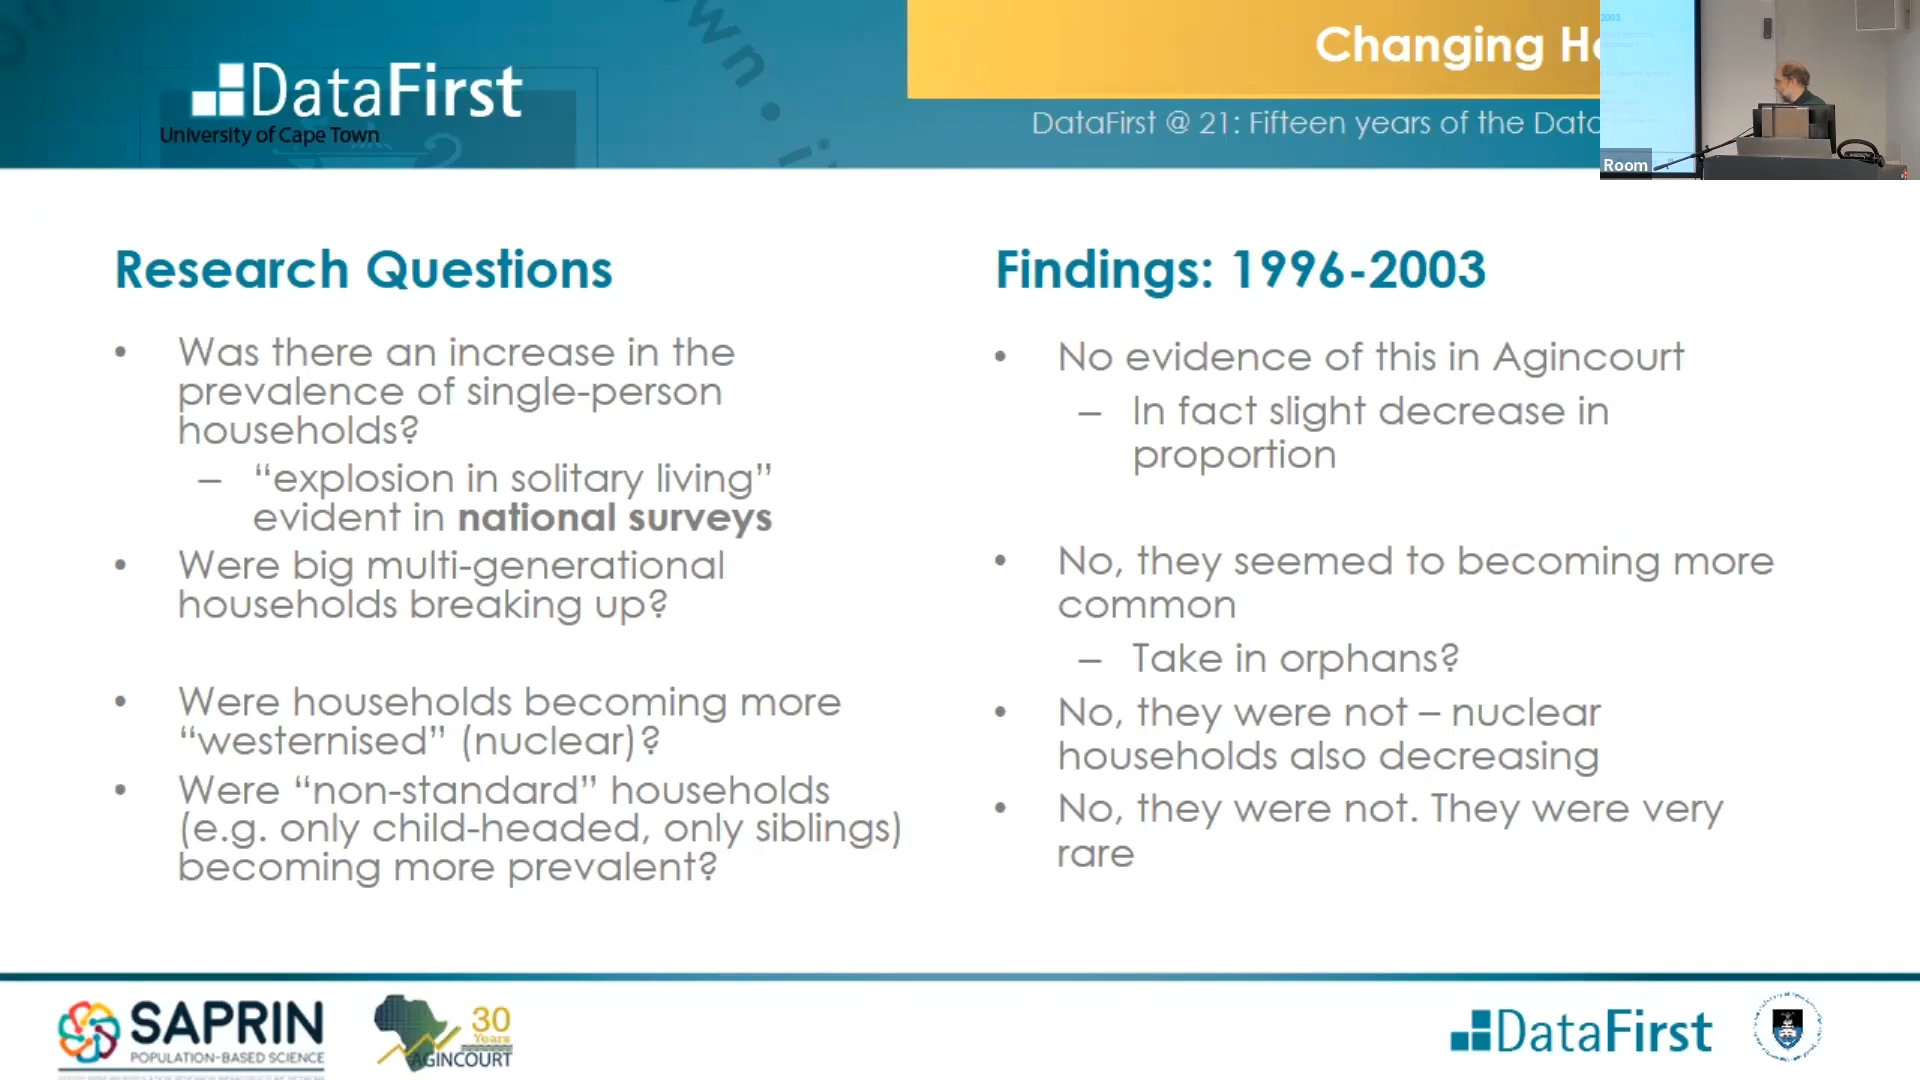 DataFirst
University of Cape Town
Changing
DataFirst @ 21: Fifteen years of the
Room
Research Questions
• Was there an increase in the
prevalence of single-person
households?
– “explosion in solitary living”
evident in national surveys
• Were big multi-generational
households breaking up?
• Were households becoming more
“westernised” (nuclear)?
• Were “non-standard” households
(e.g. only child-headed, only siblings)
becoming more prevalent?
Findings: 1996-2003
• No evidence of this in Agincourt
– In fact slight decrease in
proportion
• No, they seemed to becoming more
common
– Take in orphans?
• No, they were not – nuclear
households also decreasing
• No, they were not. They were very
rare
SAPRIN
POPULATION-BASED SCIENCE
30
Years
AGINCOURT
DataFirst